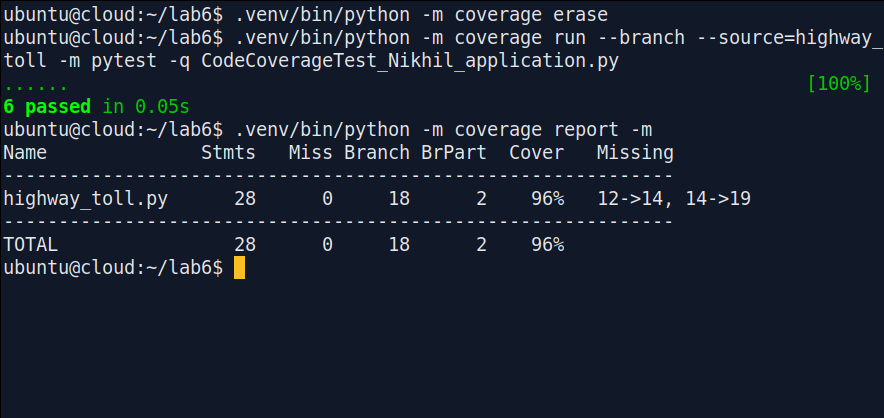 ubuntu@cloud:~/lab6$ .venv/bin/python -m coverage erase
ubuntu@cloud:~/lab6$ .venv/bin/python -m coverage run --branch --source=highway_
toll -m pytest -q CodeCoverageTest_Nikhil_application.py
......                                                                   [100%]
6 passed in 0.05s
ubuntu@cloud:~/lab6$ .venv/bin/python -m coverage report -m
Name              Stmts   Miss Branch BrPart  Cover   Missing
-------------------------------------------------------------
highway_toll.py      28      0     18      2    96%   12->14, 14->19
-------------------------------------------------------------
TOTAL                28      0     18      2    96%
ubuntu@cloud:~/lab6$